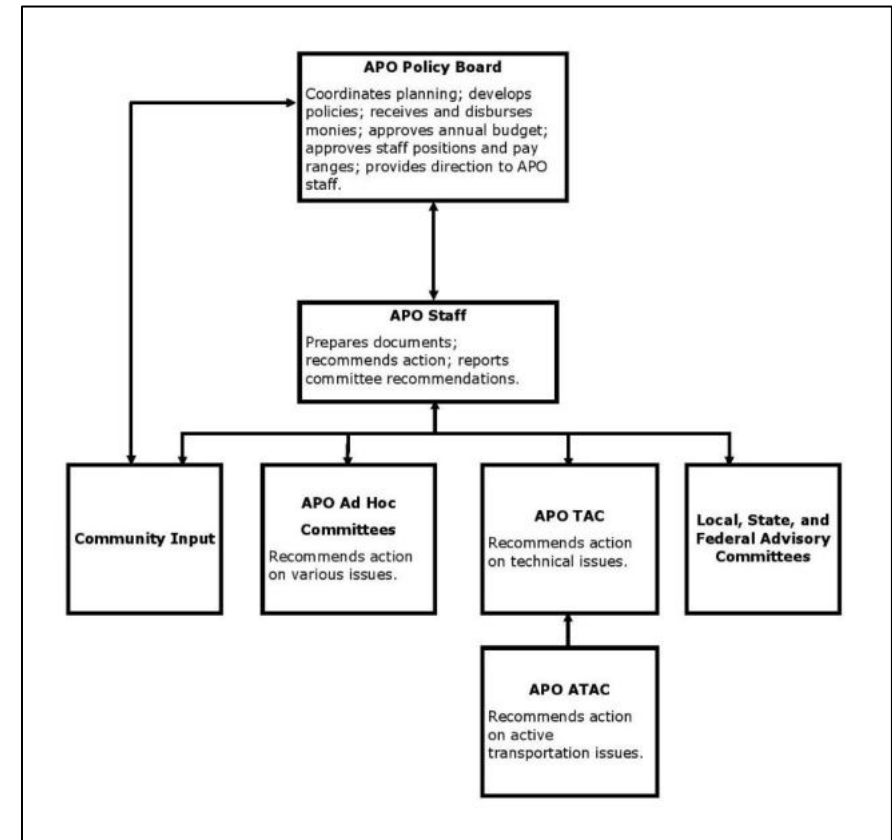 APO Policy Board
Coordinates planning; develops
policies; receives and disburses
monies; approves annual budget;
approves staff positions and pay
ranges; provides direction to APO
staff.
APO Staff
Prepares documents;
recommends action; reports
committee recommendations.
Community Input
APO Ad Hoc
Committees
Recommends action
on various issues.
APO TAC
Recommends action
on technical issues.
Local, State, and
Federal Advisory
Committees
APO ATAC
Recommends action
on active
transportation issues.